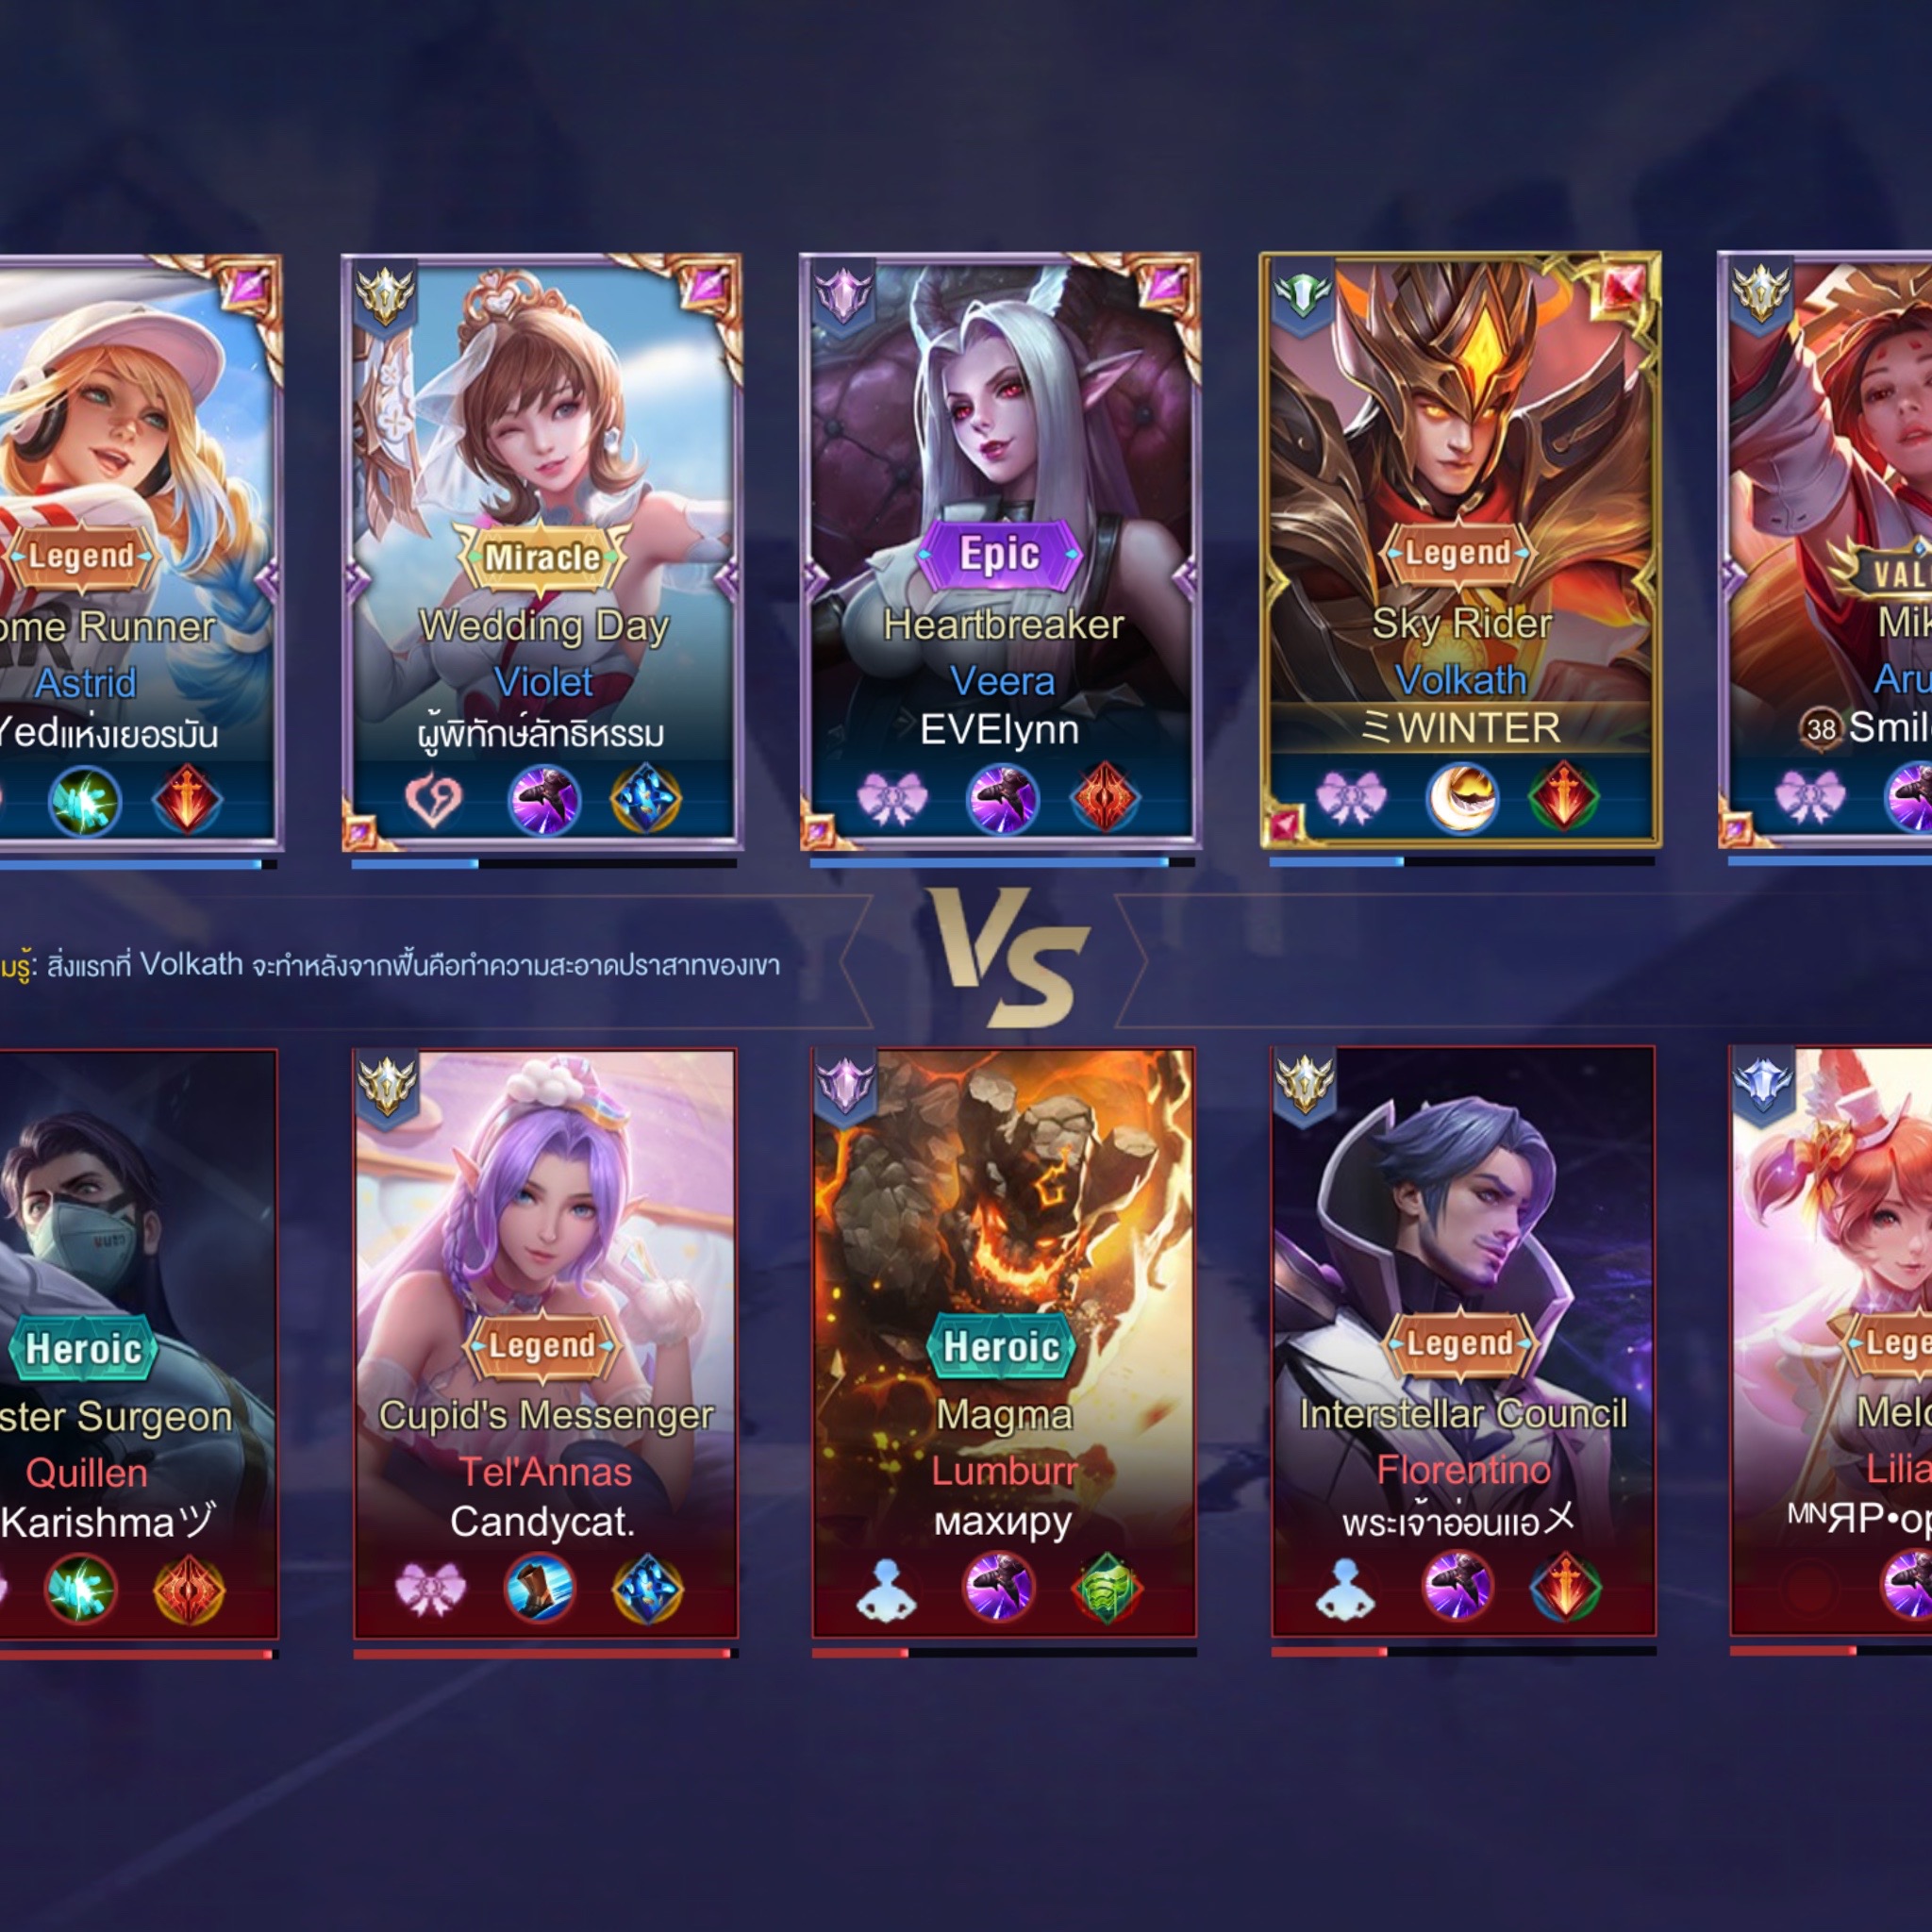 Legend
ome Runner
Astrid
Yedแห่งเยอรมัน
Miracle
Wedding Day
Violet
ผู้พิทักษ์ลัทธิหรรม
Epic
Heartbreaker
Veera
EVElynn
Legend
Sky Rider
Volkath
ミWINTER
VAL
Mik
Aru
38 Smil
มรู้: สิ่งแรกที่ Volkath จะทำหลังจากฟื้นคือทำความสะอาดปราสาทของเขา
VS
Heroic
ster Surgeon
Quillen
Karishmaヅ
Legend
Cupid's Messenger
Tel'Annas
Candycat.
Heroic
Magma
Lumburr
махиру
Legend
Interstellar Council
Florentino
พระเจ้าอ่อนแอメ
Lege
Melo
Lilia
ᴹᴺЯP•op